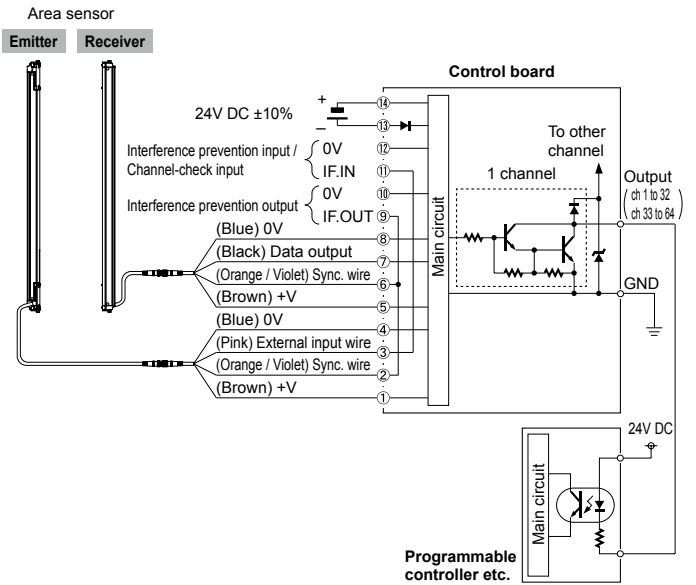 Area sensor
Emitter
Receiver
Control board
24V DC ±10%
+
–
⑭
⑬
Interference prevention input /
Channel-check input
0V
⑫
IF.IN
⑪
Interference prevention output
0V
⑩
IF.OUT
⑨
(Blue) 0V
⑧
(Black) Data output
⑦
(Orange / Violet) Sync. wire
⑥
(Brown) +V
⑤
(Blue) 0V
④
(Pink) External input wire
③
(Orange / Violet) Sync. wire
②
(Brown) +V
①
Main circuit
1 channel
To other
channel
Output
( ch 1 to 32
ch 33 to 64 )
GND
24V DC
Main circuit
Programmable
controller etc.